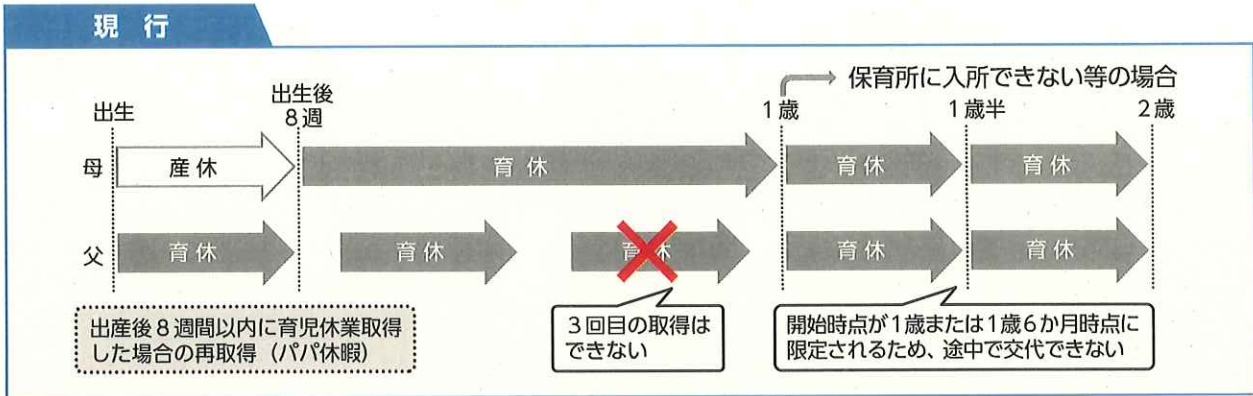 現行
保育所に入所できない等の場合
出生
出生後
8週
1歳
1歳半
2歳
母
産休
育休
育休
育休
父
育休
育休
育休
育休
育休
出産後8週間以内に育児休業取得
した場合の再取得（パパ休暇）
3回目の取得は
できない
開始時点が1歳または1歳6か月時点に
限定されるため、途中で交代できない